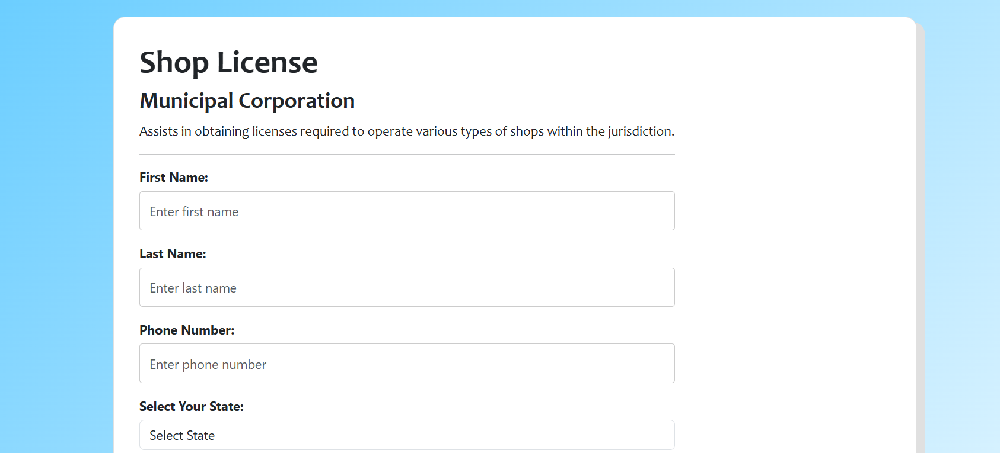 Shop License
Municipal Corporation
Assists in obtaining licenses required to operate various types of shops within the jurisdiction.
First Name:
Enter first name
Last Name:
Enter last name
Phone Number:
Enter phone number
Select Your State:
Select State